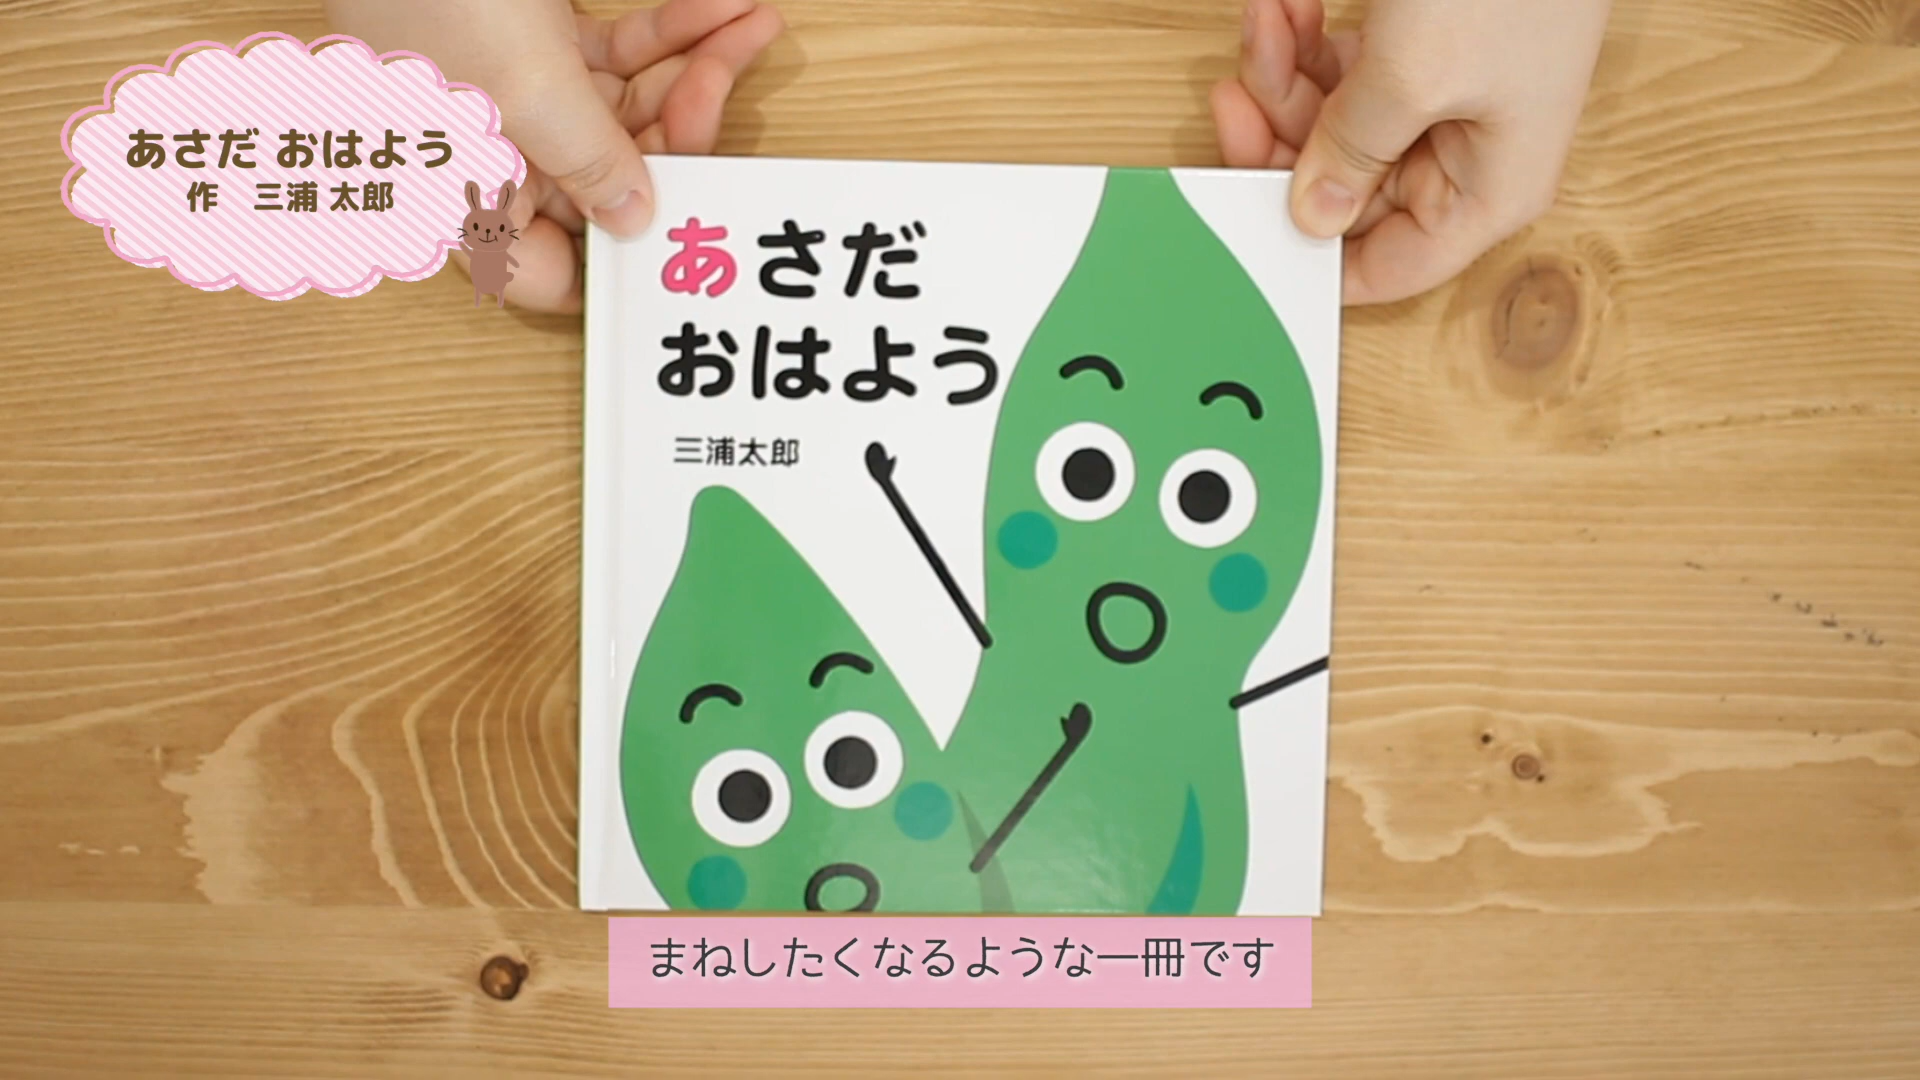 あさだ おはよう
作　三浦 太郎
あさだ
おはよう
三浦太郎
まねしたくなるような一冊です